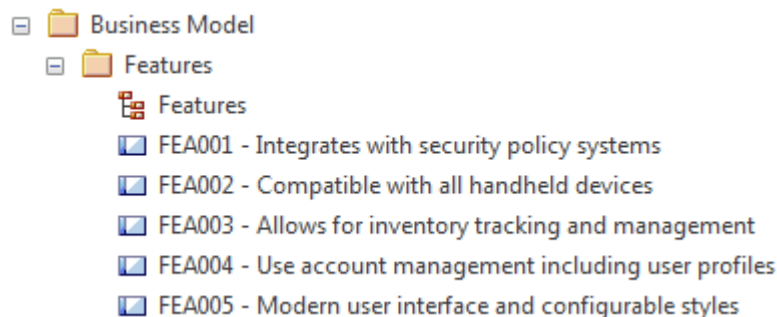 Business Model
Features
Features
FEA001 - Integrates with security policy systems
FEA002 - Compatible with all handheld devices
FEA003 - Allows for inventory tracking and management
FEA004 - Use account management including user profiles
FEA005 - Modern user interface and configurable styles